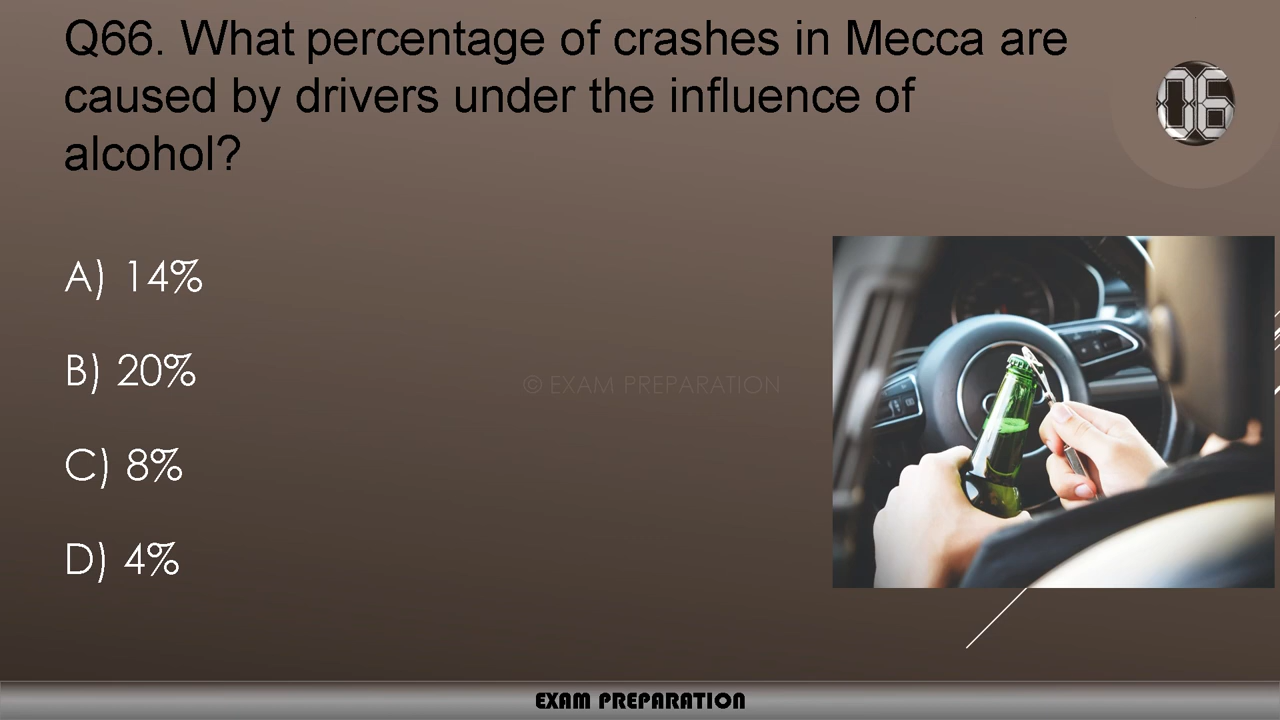 Q66. What percentage of crashes in Mecca are
caused by drivers under the influence of
alcohol?
06
A) 14%
B) 20%
© EXAM PREPARATION
C) 8%
D) 4%
EXAM PREPARATION